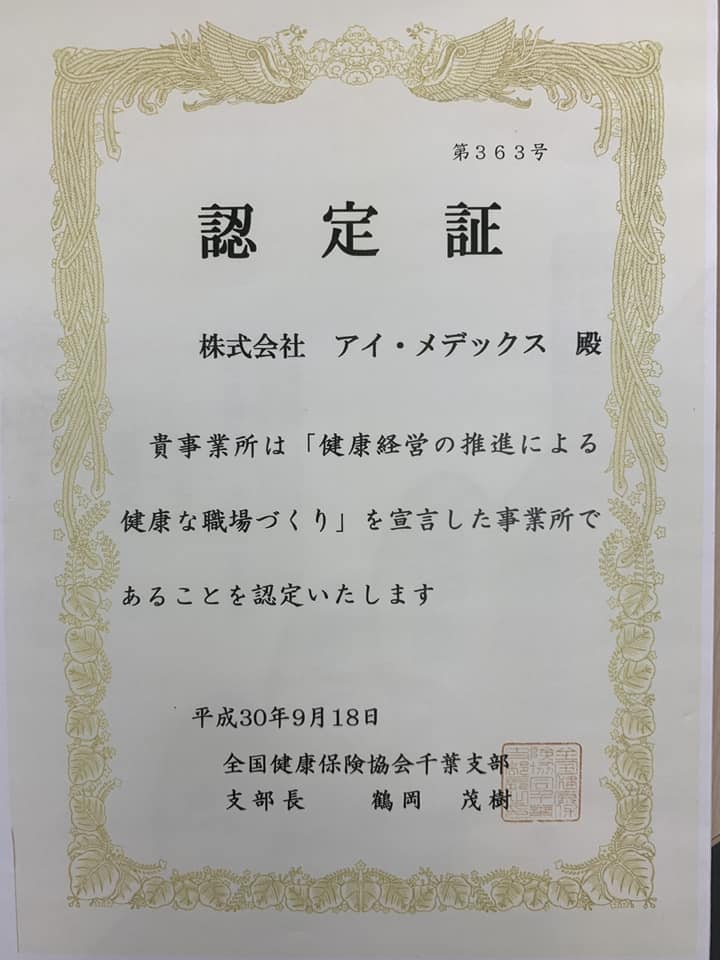 第３６３号
認定証
株式会社　アイ・メデックス　殿
貴事業所は「健康経営の推進による
健康な職場づくり」を宣言した事業所で
あることを認定いたします
平成30年9月18日
全国健康保険協会千葉支部
支部長　鶴岡　茂樹